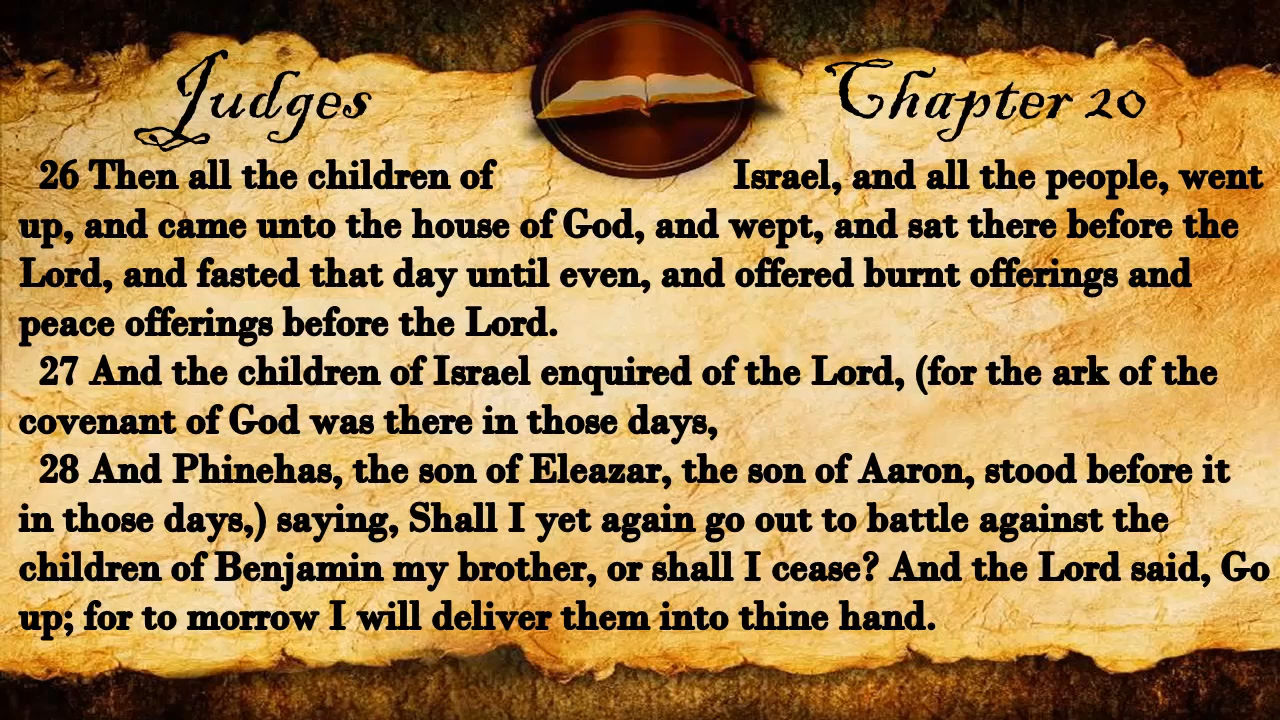 Judges Chapter 20
26 Then all the children of Israel, and all the people, went
up, and came unto the house of God, and wept, and sat there before the
Lord, and fasted that day until even, and offered burnt offerings and
peace offerings before the Lord.
27 And the children of Israel enquired of the Lord, (for the ark of the
covenant of God was there in those days,
28 And Phinehas, the son of Eleazar, the son of Aaron, stood before it
in those days,) saying, Shall I yet again go out to battle against the
children of Benjamin my brother, or shall I cease? And the Lord said, Go
up; for to morrow I will deliver them into thine hand.